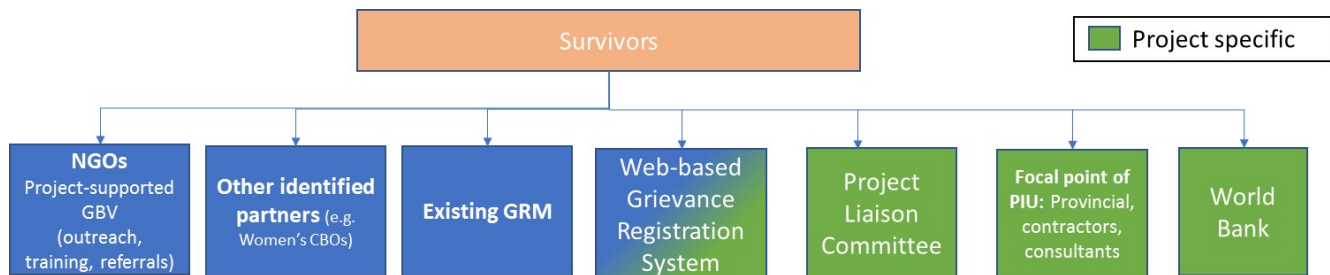 Survivors
Project specific
NGOs
Project-supported
GBV
(outreach,
training, referrals)
Other identified
partners (e.g.
Women's CBOs)
Existing GRM
Web-based
Grievance
Registration
System
Project
Liaison
Committee
Focal point of
PIU: Provincial,
contractors,
consultants
World
Bank